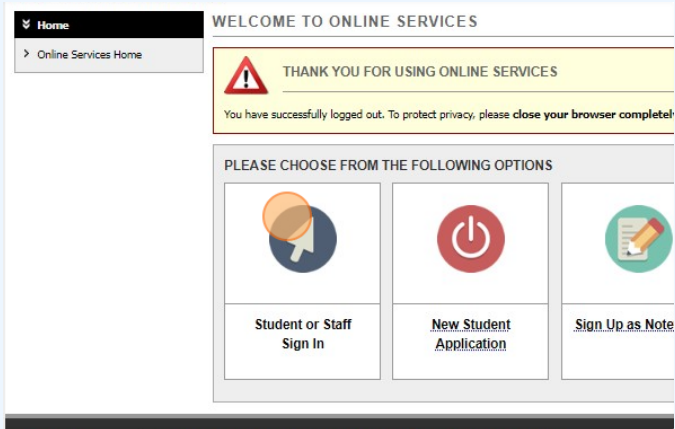 Home
Online Services Home
WELCOME TO ONLINE SERVICES
THANK YOU FOR USING ONLINE SERVICES
You have successfully logged out. To protect privacy, please close your browser
PLEASE CHOOSE FROM THE FOLLOWING OPTIONS
Student or Staff
Sign In
New Student
Application
Sign Up as Note